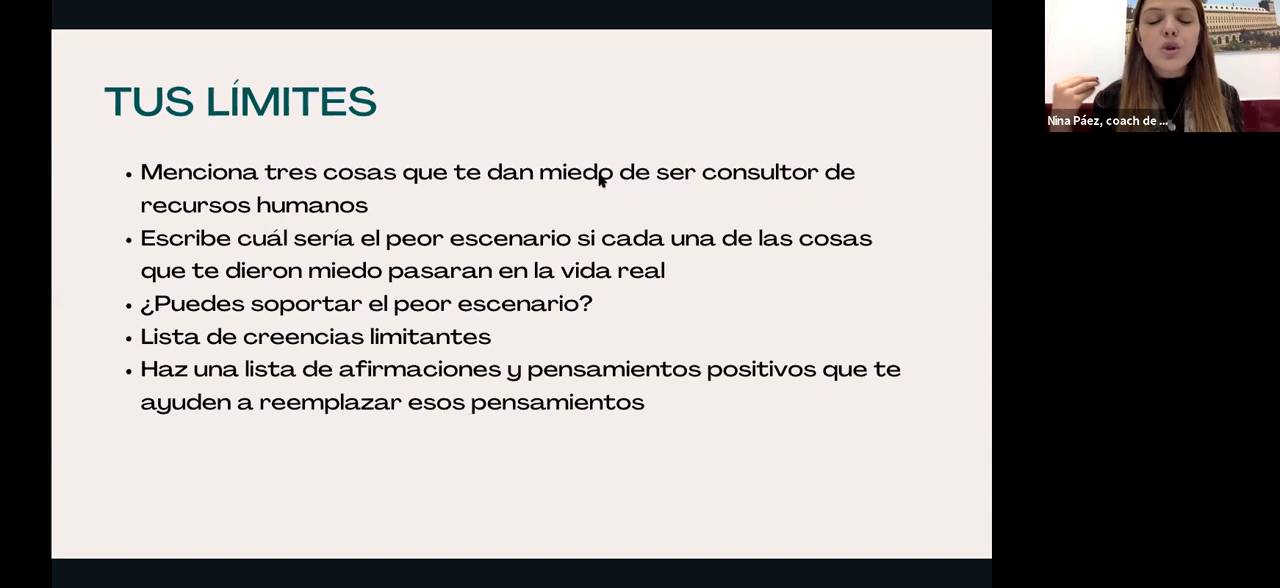 TUS LÍMITES
• Menciona tres cosas que te dan miedo de ser consultor de
recursos humanos
• Escribe cuál sería el peor escenario si cada una de las cosas
que te dieron miedo pasaran en la vida real
• ¿Puedes soportar el peor escenario?
• Lista de creencias limitantes
• Haz una lista de afirmaciones y pensamientos positivos que te
ayuden a reemplazar esos pensamientos
Nina Páez, coach de ...